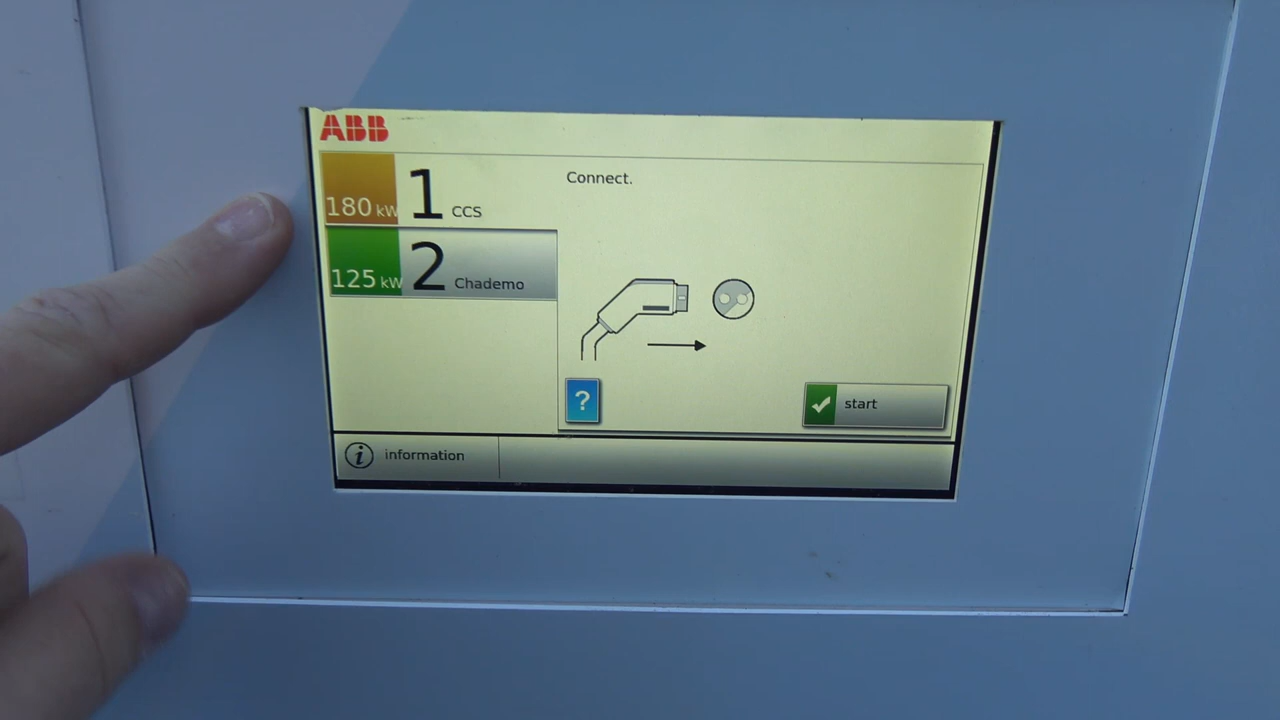 ABB
180 kW 1 CCS
125 kW 2 Chademo
Connect.
?
start
i information